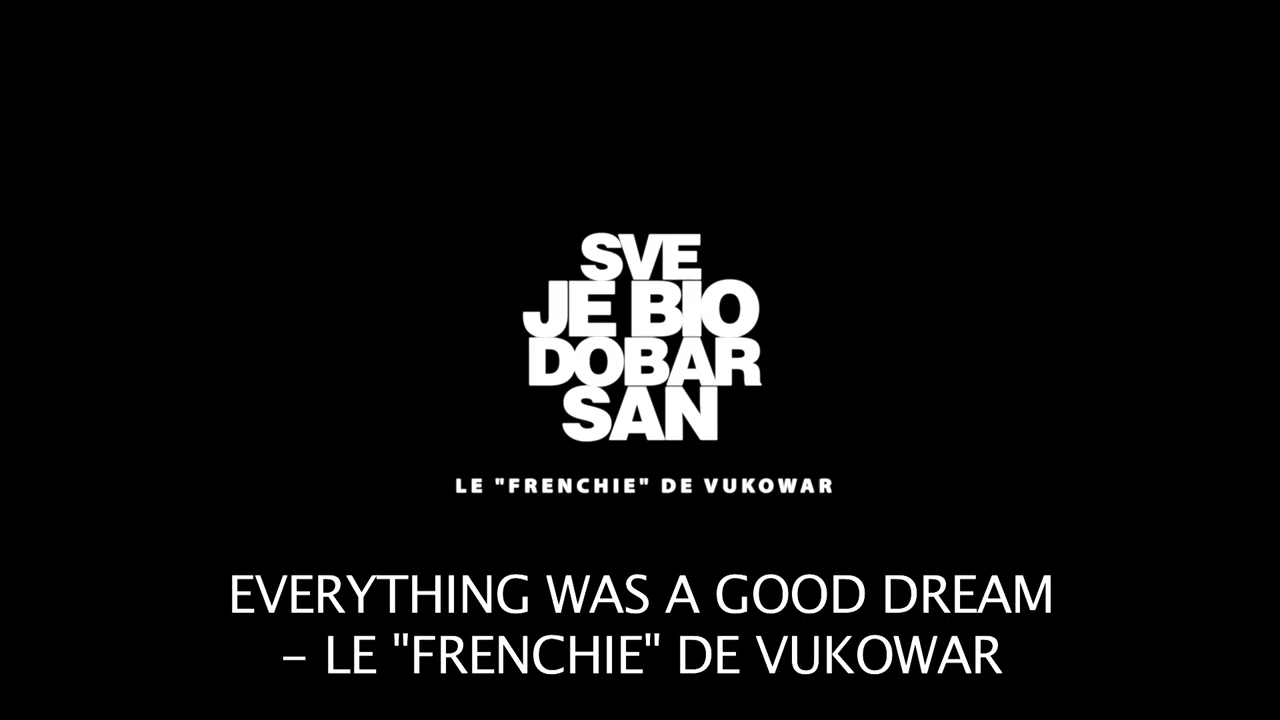 SVE
JE BIO
DOBAR
SAN
LE "FRENCHIE" DE VUKOWAR
EVERYTHING WAS A GOOD DREAM
– LE "FRENCHIE" DE VUKOWAR